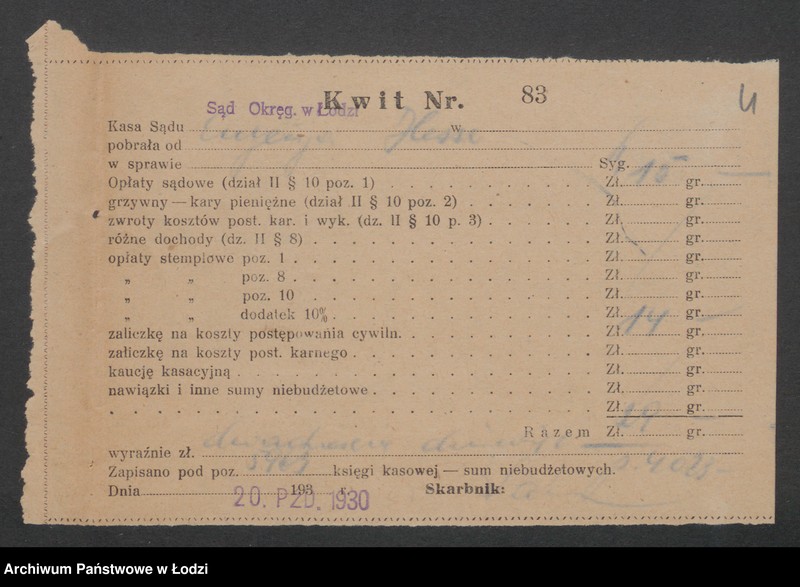 Kwit Nr. 83
4
Sąd Okręg. w Łodzi
Kasa Sądu w
pobrała od
w sprawie Syg.
Opłaty sądowe (dział II § 10 poz. 1) Zł. 15 gr.
grzywny — kary pieniężne (dział II § 10 poz. 2) Zł. gr.
zwroty kosztów post. kar. i wyk. (dz. II § 10 p. 3) Zł. gr.
różne dochody (dz. II § 8) Zł. gr.
opłaty stemplowe poz. 1 Zł. gr.
„ „ poz. 8 Zł. gr.
„ „ poz. 10 Zł. gr.
„ „ dodatek 10% Zł. gr.
zaliczkę na koszty postępowania cywiln. Zł. 14 gr.
zaliczkę na koszty post. karnego Zł. gr.
kaucję kasacyjną Zł. gr.
nawiązki i inne sumy niebudżetowe Zł. gr.
Zł. gr.
Razem Zł. 29 gr.
wyraźnie zł.
Zapisano pod poz. księgi kasowej — sum niebudżetowych.
Dnia 193 r. Skarbnik:
20. PZD. 1930
Archiwum Państwowe w Łodzi